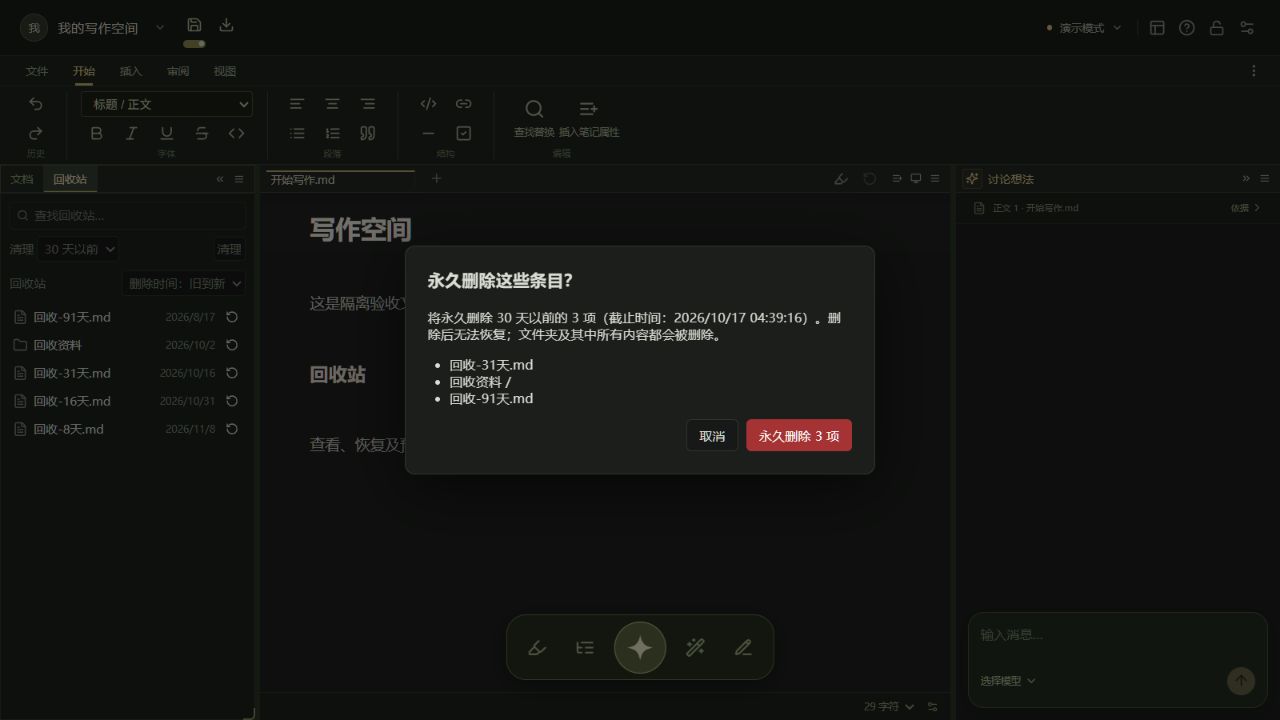 我 我的写作空间
演示模式
文件 开始 插入 审阅 视图
标题 / 正文
查找替换 插入笔记属性
历史 字体 段落 结构 编辑
文档 回收站
开始写作.md
讨论想法
查找回收站...
正文 1 · 开始写作.md 依据
清理 30 天以前 清理
回收站 删除时间：旧到新
回收-91天.md 2026/8/17
回收资料 2026/10/2
回收-31天.md 2026/10/16
回收-16天.md 2026/10/31
回收-8天.md 2026/11/8
写作空间
这是隔离验收
回收站
查看、恢复及
永久删除这些条目？
将永久删除 30 天以前的 3 项（截止时间：2026/10/17 04:39:16）。删
除后无法恢复；文件夹及其中所有内容都会被删除。
回收-31天.md
回收资料 /
回收-91天.md
取消 永久删除 3 项
输入消息...
选择模型
29 字符